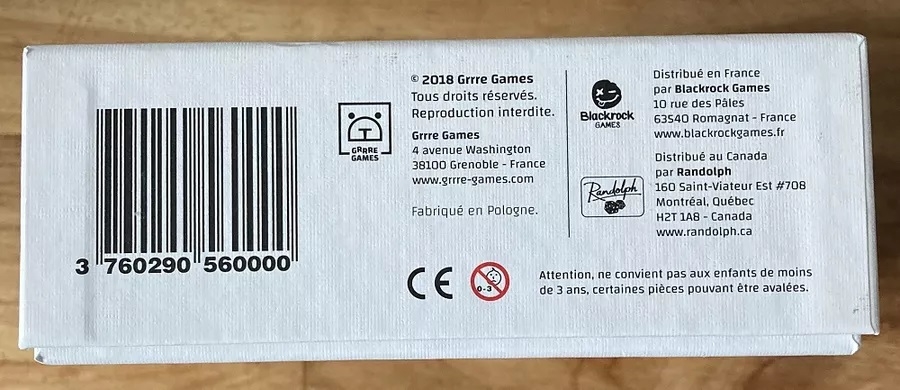 3 760290 560000
GRRRE
GAMES
© 2018 Grrre Games
Tous droits réservés.
Reproduction interdite.
Grrre Games
4 avenue Washington
38100 Grenoble - France
www.grrre-games.com
Fabriqué en Pologne.
Blackrock
GAMES
Distribué en France
par Blackrock Games
10 rue des Pâles
63540 Romagnat - France
www.blackrockgames.fr
Randolph
Distribué au Canada
par Randolph
160 Saint-Viateur Est #708
Montréal, Québec
H2T 1A8 - Canada
www.randolph.ca
CE
0-3
Attention, ne convient pas aux enfants de moins
de 3 ans, certaines pièces pouvant être avalées.